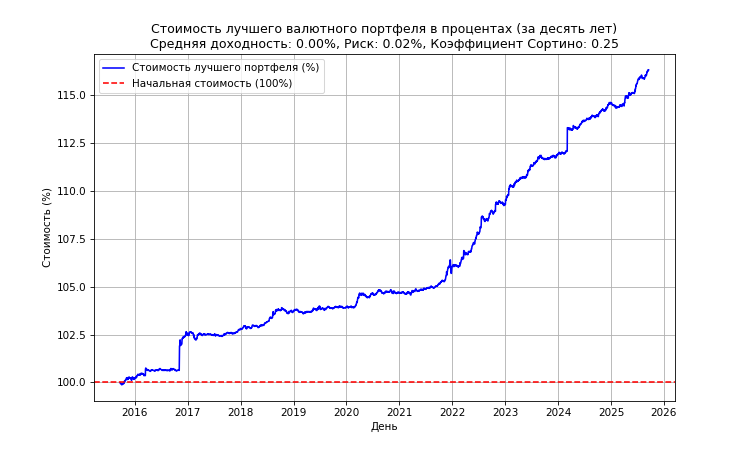 Стоимость лучшего валютного портфеля в процентах (за десять лет)
Средняя доходность: 0.00%, Риск: 0.02%, Коэффициент Сортино: 0.25
Стоимость лучшего портфеля (%)
Начальная стоимость (100%)
Стоимость (%)
115.0
112.5
110.0
107.5
105.0
102.5
100.0
2016 2017 2018 2019 2020 2021 2022 2023 2024 2025 2026
День